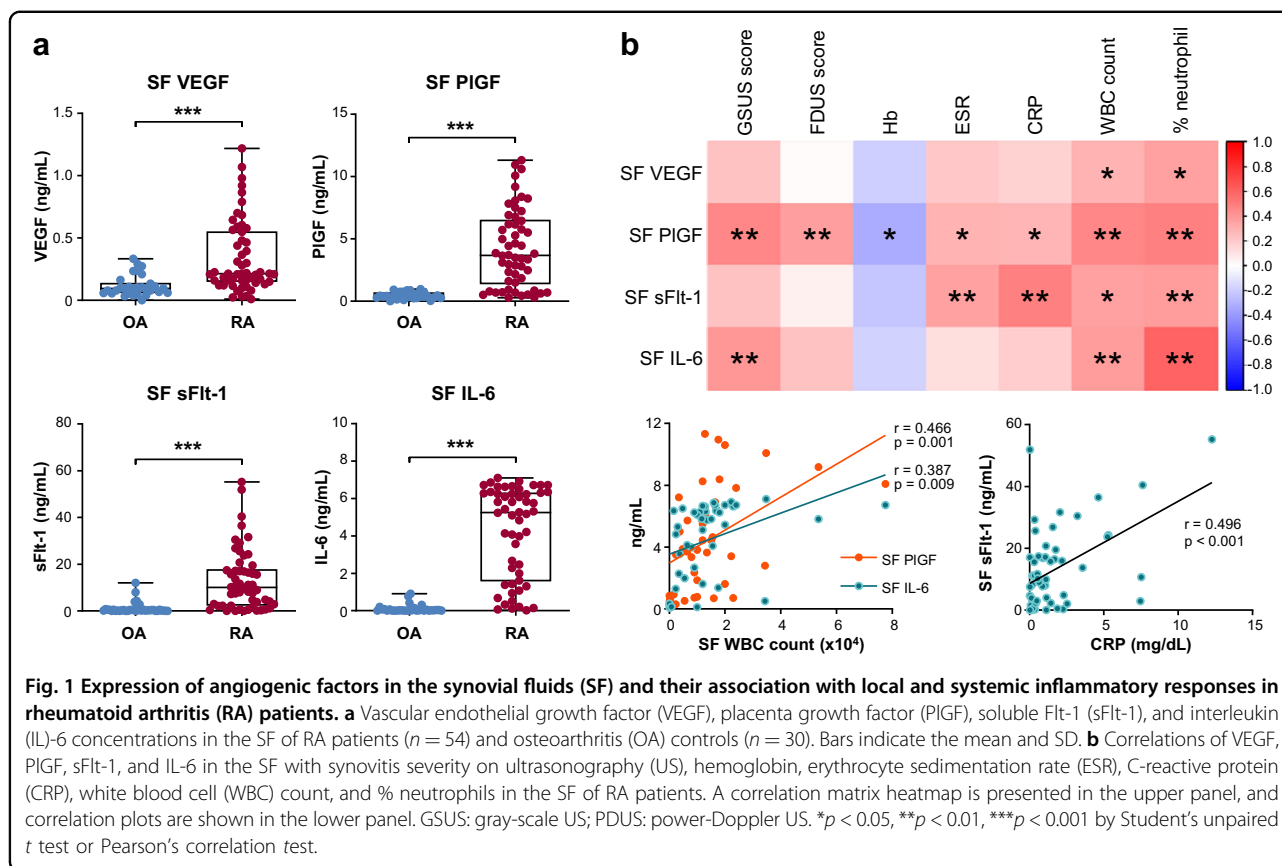 a
SF VEGF
***
1.5
1.0
0.5
0
VEGF (ng/mL)
OA RA
SF PlGF
***
15
10
5
0
PlGF (ng/mL)
OA RA
SF sFlt-1
***
80
60
40
20
0
sFlt-1 (ng/mL)
OA RA
SF IL-6
***
10
8
6
4
2
0
IL-6 (ng/mL)
OA RA
b
GSUS score
FDUS score
Hb
ESR
CRP
WBC count
% neutrophil
SF VEGF * *
SF PlGF ** ** * * * ** **
SF sFlt-1 ** ** * **
SF IL-6 ** ** **
1.0
0.8
0.6
0.4
0.2
0.0
-0.2
-0.4
-0.6
-0.8
-1.0
12
8
4
0
ng/mL
r = 0.466
p = 0.001
r = 0.387
p = 0.009
SF PlGF
SF IL-6
0 2 4 6 8
SF WBC count (x10⁴)
60
40
20
0
SF sFlt-1 (ng/mL)
r = 0.496
p < 0.001
0 5 10 15
CRP (mg/dL)
Fig. 1 Expression of angiogenic factors in the synovial fluids (SF) and their association with local and systemic inflammatory responses in
rheumatoid arthritis (RA) patients. a Vascular endothelial growth factor (VEGF), placenta growth factor (PlGF), soluble Flt-1 (sFlt-1), and interleukin
(IL)-6 concentrations in the SF of RA patients (n = 54) and osteoarthritis (OA) controls (n = 30). Bars indicate the mean and SD. b Correlations of VEGF,
PlGF, sFlt-1, and IL-6 in the SF with synovitis severity on ultrasonography (US), hemoglobin, erythrocyte sedimentation rate (ESR), C-reactive protein
(CRP), white blood cell (WBC) count, and % neutrophils in the SF of RA patients. A correlation matrix heatmap is presented in the upper panel, and
correlation plots are shown in the lower panel. GSUS: gray-scale US; PDUS: power-Doppler US. *p < 0.05, **p < 0.01, ***p < 0.001 by Student's unpaired
t test or Pearson's correlation test.